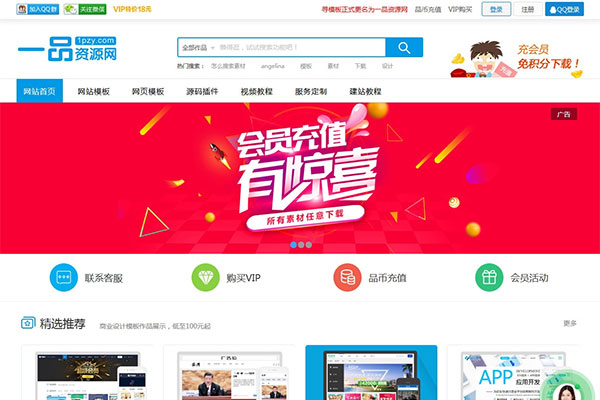 加入QQ群 关注微信 VIP特价18元 寻模板正式更名为一品资源网 品币充值 VIP购买 登录 注册 QQ登录
一品 1pzy.com 资源网
全部作品 懒得逛,试试搜索功能吧!
热门搜索: 怎么搜索素材 angelina 模板 素材 下载 设计
充会员
免积分下载!
网站首页 网站模板 网页模板 源码插件 视频教程 服务定制 建站教程
广告
会员充值
有惊喜
所有素材任意下载
联系客服 购买VIP 品币充值 会员活动
精选推荐 商业设计模板作品展示,低至100元起 更多
APP
应用开发